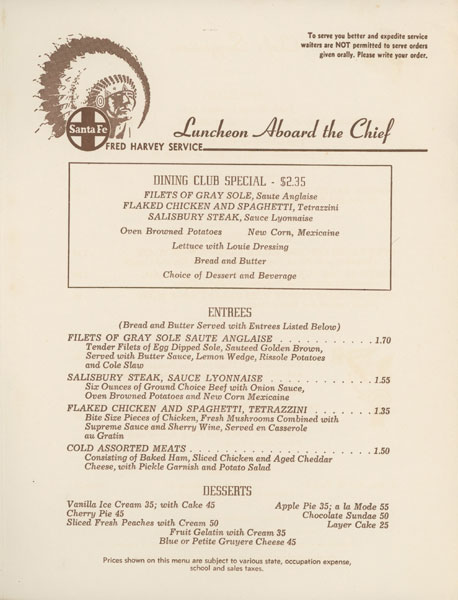 To serve you better and expedite service
waiters are NOT permitted to serve orders
given orally. Please write your order.
Santa Fe
Luncheon Aboard the Chief
FRED HARVEY SERVICE
DINING CLUB SPECIAL - $2.35
FILETS OF GRAY SOLE, Saute Anglaise
FLAKED CHICKEN AND SPAGHETTI, Tetrazzini
SALISBURY STEAK, Sauce Lyonnaise
Oven Browned Potatoes New Corn, Mexicaine
Lettuce with Louie Dressing
Bread and Butter
Choice of Dessert and Beverage
ENTREES
(Bread and Butter Served with Entrees Listed Below)
FILETS OF GRAY SOLE SAUTE ANGLAISE . . . . . . . . . . . . 1.70
Tender Filets of Egg Dipped Sole, Sauteed Golden Brown,
Served with Butter Sauce, Lemon Wedge, Rissole Potatoes
and Cole Slaw
SALISBURY STEAK, SAUCE LYONNAISE . . . . . . . . . . . . 1.55
Six Ounces of Ground Choice Beef with Onion Sauce,
Oven Browned Potatoes and New Corn Mexicaine
FLAKED CHICKEN AND SPAGHETTI, TETRAZZINI . . . . . . . 1.35
Bite Size Pieces of Chicken, Fresh Mushrooms Combined with
Supreme Sauce and Sherry Wine, Served en Casserole
au Gratin
COLD ASSORTED MEATS . . . . . . . . . . . . . . . . . . . 1.50
Consisting of Baked Ham, Sliced Chicken and Aged Cheddar
Cheese, with Pickle Garnish and Potato Salad
DESSERTS
Vanilla Ice Cream 35; with Cake 45 Apple Pie 35; a la Mode 55
Cherry Pie 45 Chocolate Sundae 50
Sliced Fresh Peaches with Cream 50 Layer Cake 25
Fruit Gelatin with Cream 35
Blue or Petite Gruyere Cheese 45
Prices shown on this menu are subject to various state, occupation expense,
school and sales taxes.